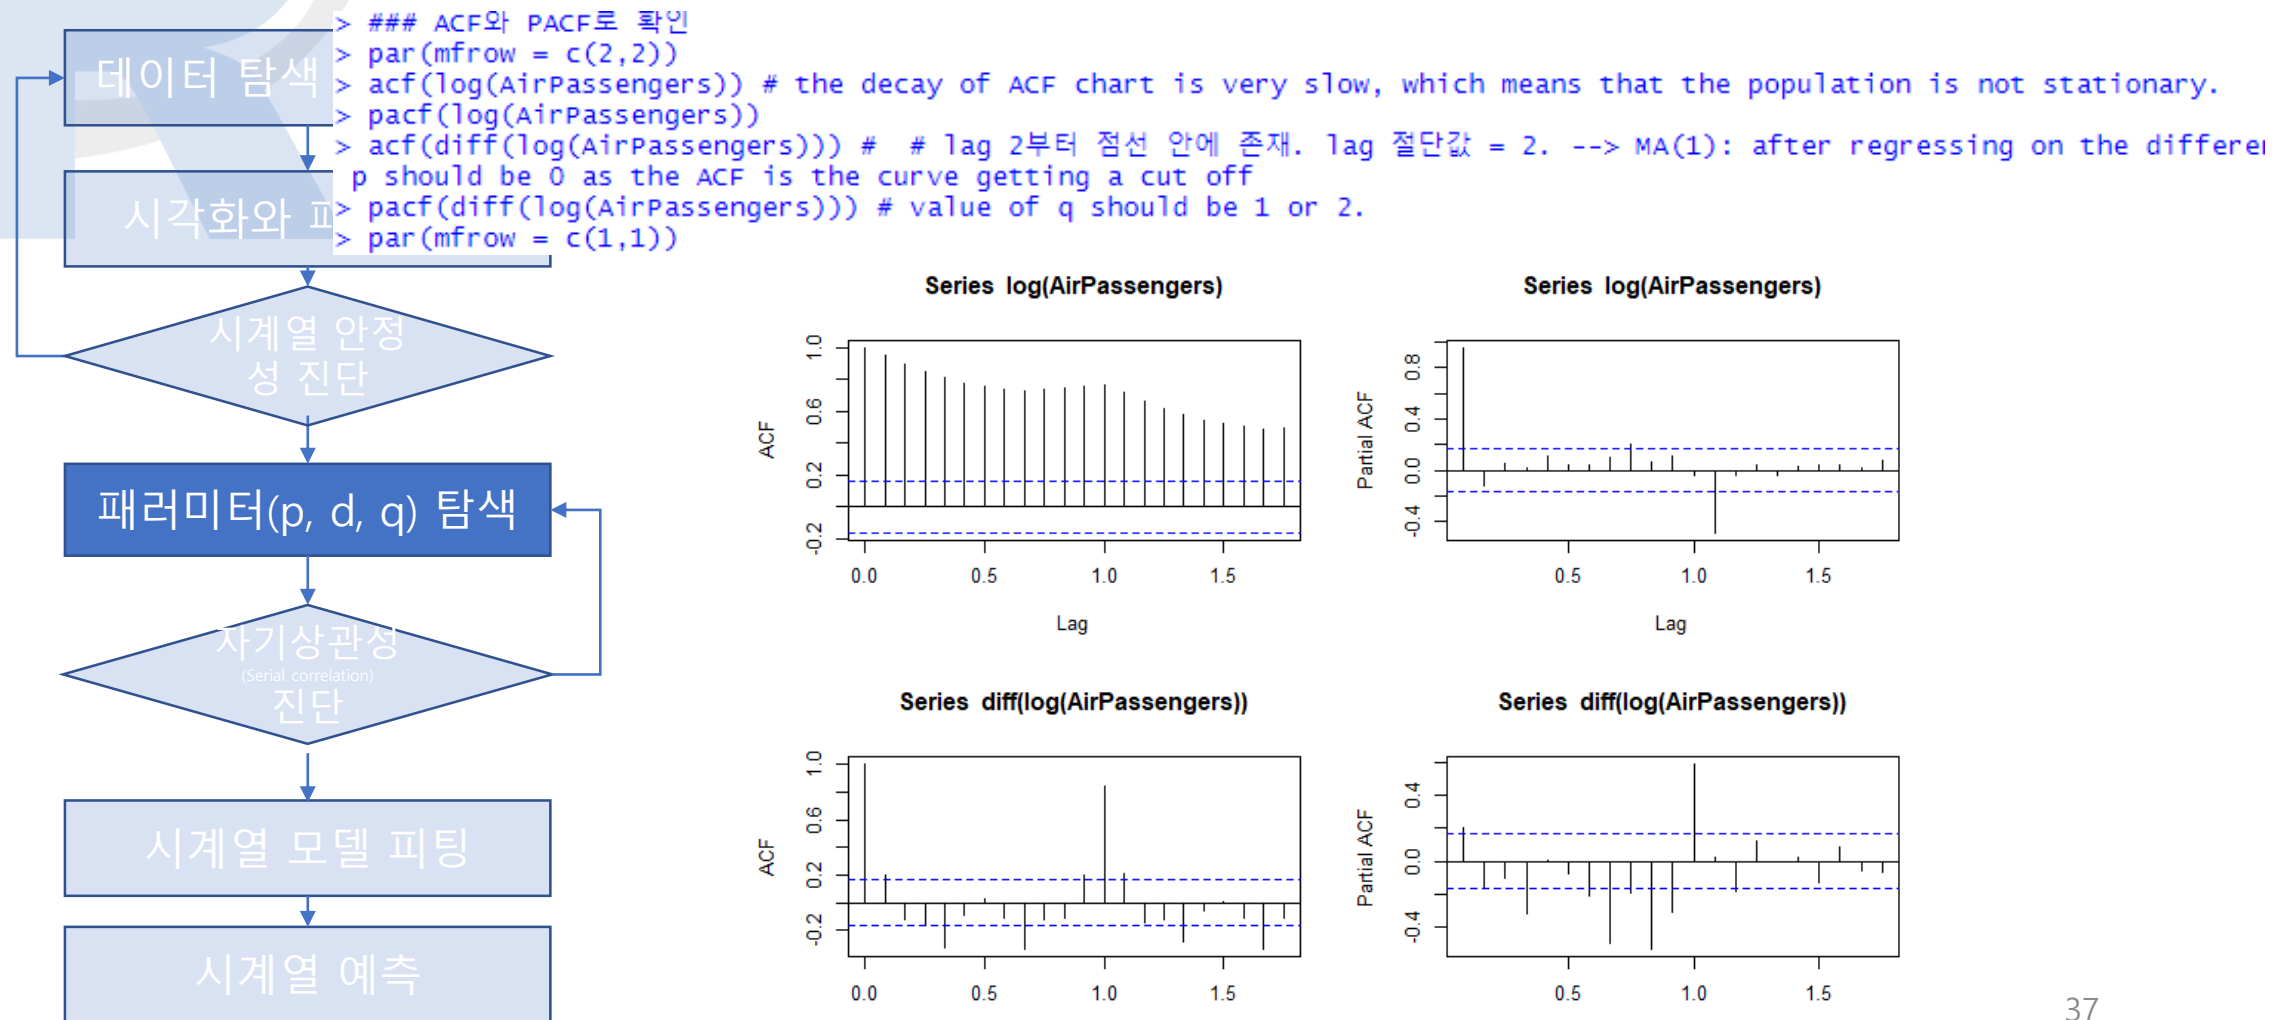 > ### ACF와 PACF로 확인
> par(mfrow = c(2,2))
> acf(log(AirPassengers)) # the decay of ACF chart is very slow, which means that the population is not stationary.
> pacf(log(AirPassengers))
> acf(diff(log(AirPassengers))) #  # lag 2부터 점선 안에 존재. lag 절단값 = 2. --> MA(1): after regressing on the
 p should be 0 as the ACF is the curve getting a cut off
> pacf(diff(log(AirPassengers))) # value of q should be 1 or 2.
> par(mfrow = c(1,1))
데이터 탐색
시각화와
시계열 안정
성 진단
패러미터(p, d, q) 탐색
자기상관성
(Serial correlation)
진단
시계열 모델 피팅
시계열 예측
Series log(AirPassengers)
ACF
1.0
0.6
0.2
-0.2
0.0 0.5 1.0 1.5
Lag
Series log(AirPassengers)
Partial ACF
0.8
0.4
0.0
-0.4
0.5 1.0 1.5
Lag
Series diff(log(AirPassengers))
ACF
1.0
0.6
0.2
-0.2
0.0 0.5 1.0 1.5
Series diff(log(AirPassengers))
Partial ACF
0.4
0.0
-0.4
0.5 1.0 1.5
37